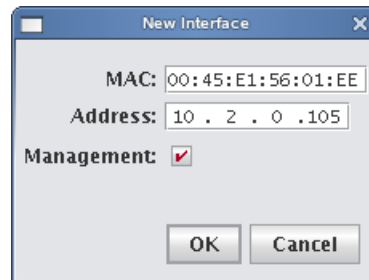 New Interface
MAC: 00:45:E1:56:01:EE
Address: 10 . 2 . 0 .105
Management:
OK Cancel